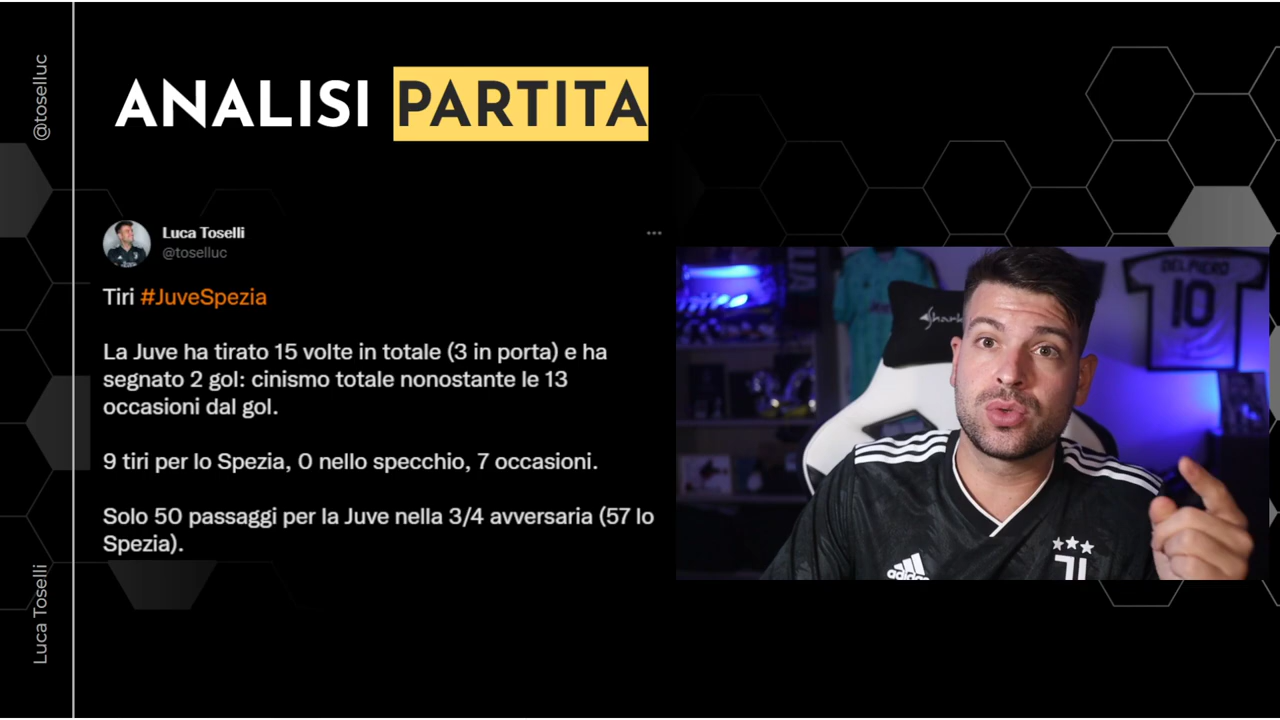 @toselluc
Luca Toselli
ANALISI PARTITA
Luca Toselli
@toselluc
Tiri #JuveSpezia
La Juve ha tirato 15 volte in totale (3 in porta) e ha
segnato 2 gol: cinismo totale nonostante le 13
occasioni dal gol.
9 tiri per lo Spezia, 0 nello specchio, 7 occasioni.
Solo 50 passaggi per la Juve nella 3/4 avversaria (57 lo
Spezia).
DEL PIERO
10
adidas